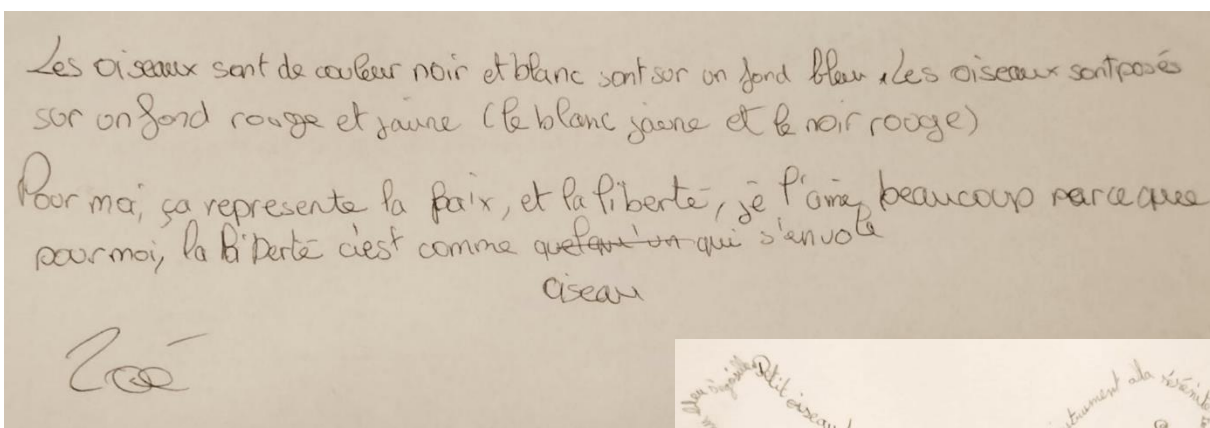 Les oiseaux sont de couleur noir et blanc sont sur un fond bleu. Les oiseaux sont posés
sur un fond rouge et jaune (le blanc jaune et le noir rouge)
Pour moi, ça represente la paix, et la liberté, je l'aime beaucoup parce que
pour moi, la liberté c'est comme quelqu'un qui s'envole
oiseau
Zoé
Petit oiseau
à la sérénité